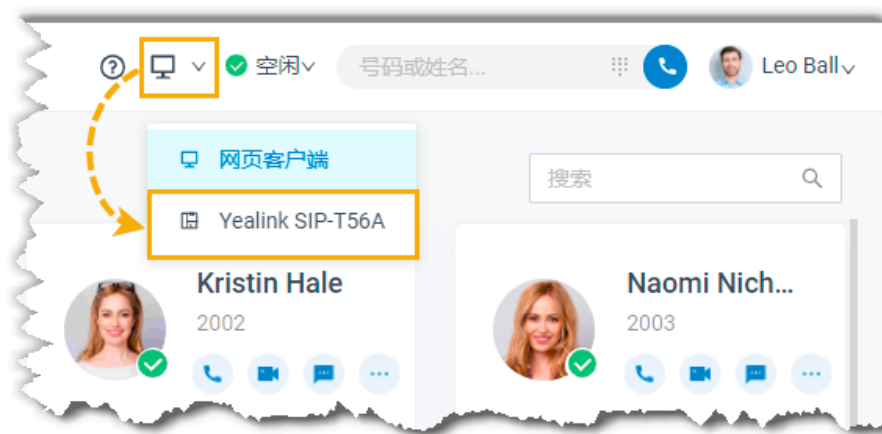 空闲
号码或姓名...
Leo Ball
网页客户端
搜索
Yealink SIP-T56A
Kristin Hale
Naomi Nich...
2002
2003